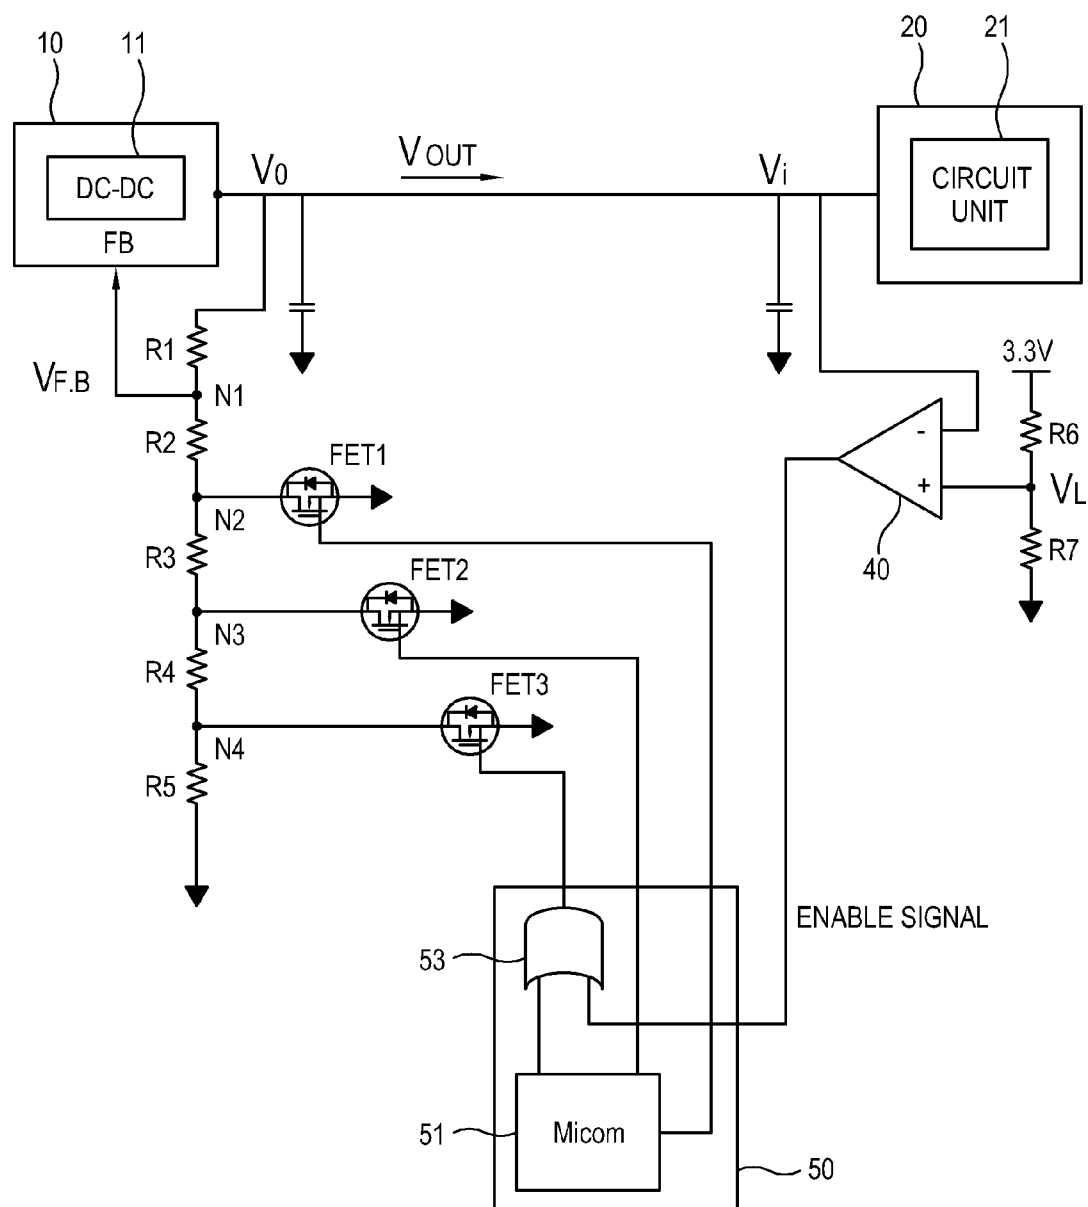 10
11
20
21
DC-DC
FB
V0
VOUT
Vi
CIRCUIT
UNIT
R1
VF.B
N1
3.3V
R2
R6
FET1
-
+
VL
N2
R3
40
R7
FET2
N3
R4
FET3
N4
R5
ENABLE SIGNAL
53
51
Micom
50